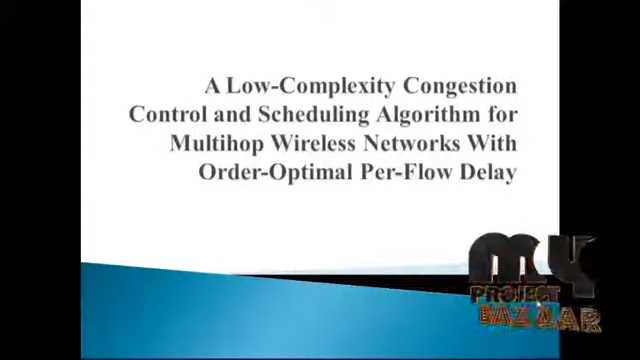 A Low-Complexity Congestion
Control and Scheduling Algorithm for
Multihop Wireless Networks With
Order-Optimal Per-Flow Delay
MY
PROJECT
BAZAAR